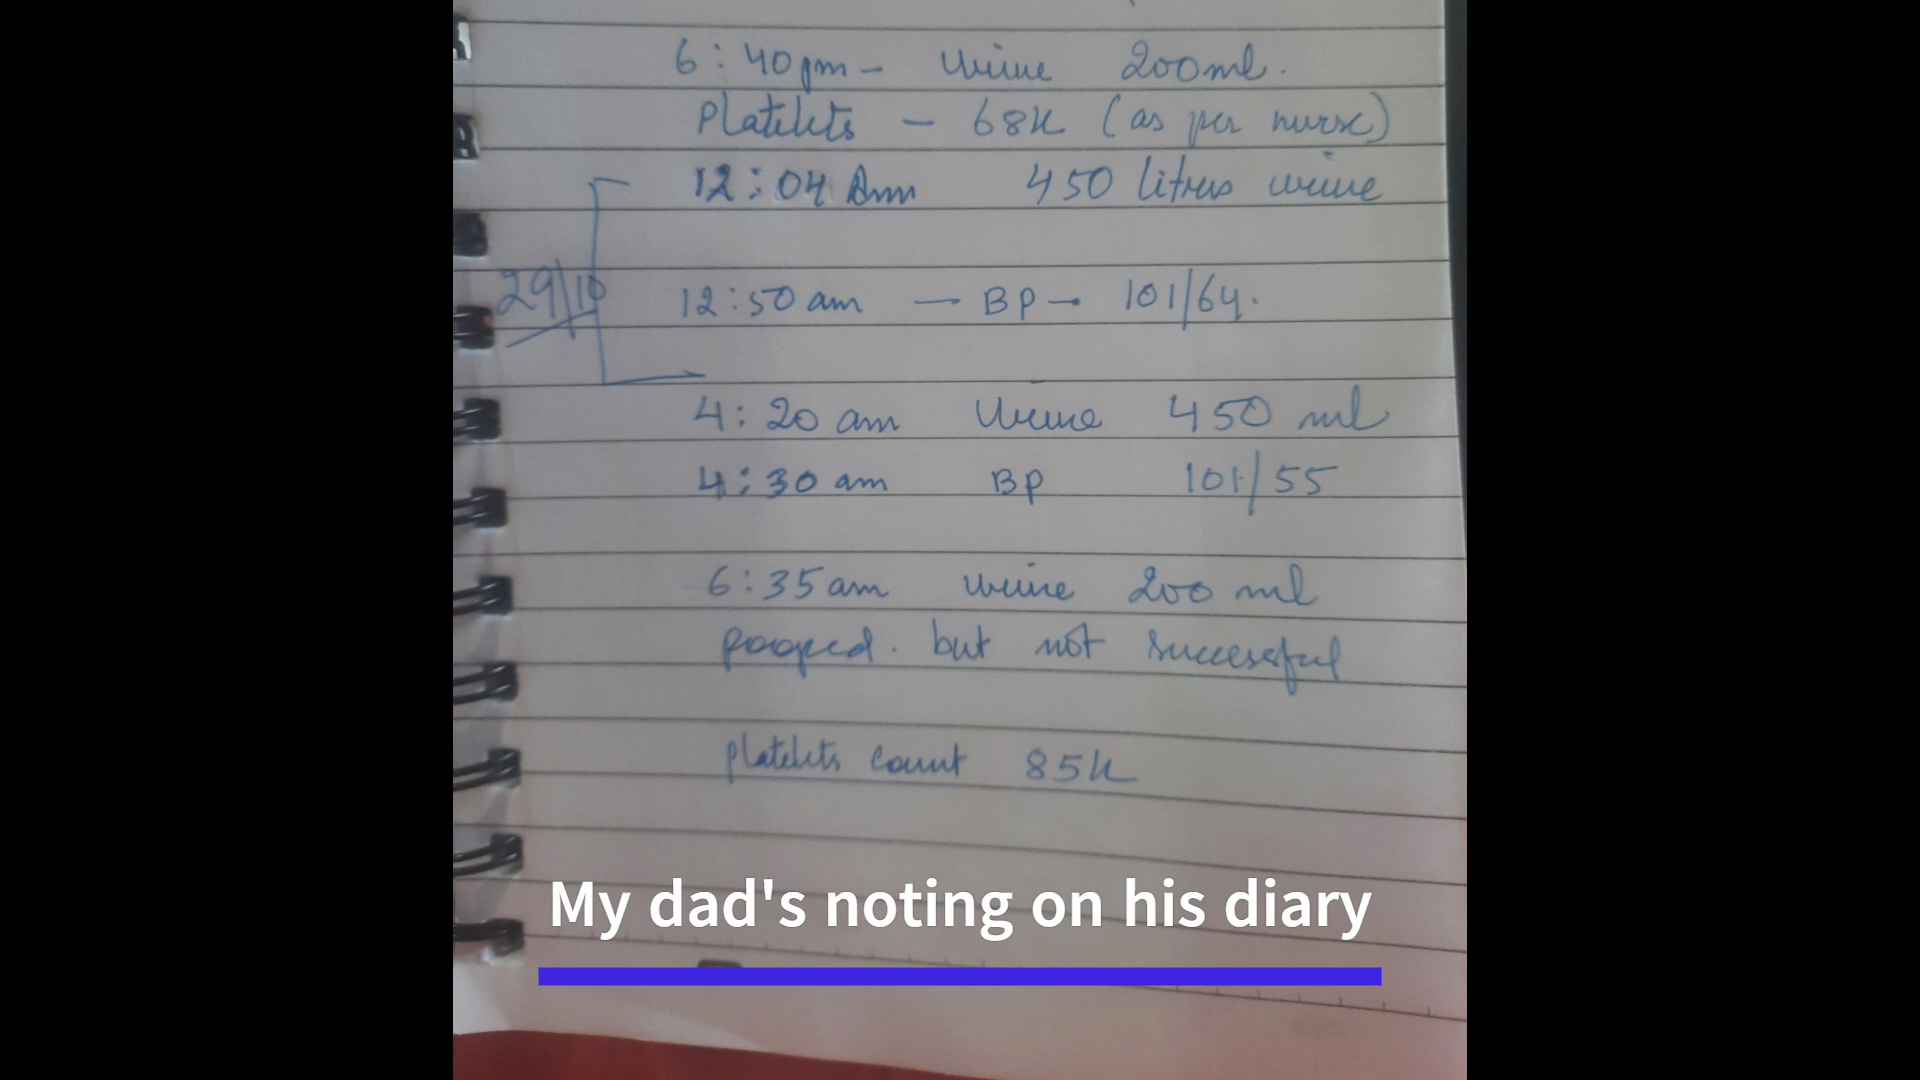 6:40pm - Urine 200ml.
Platelets - 68K (as per nurse)
12:04 Am 450 litres urine
29/10
12:50 am - BP - 101/64.
4:20 am Urine 450 ml
4:30 am BP 101/55
6:35 am urine 200 ml
pooped. but not successful
platelets count 85K
My dad's noting on his diary